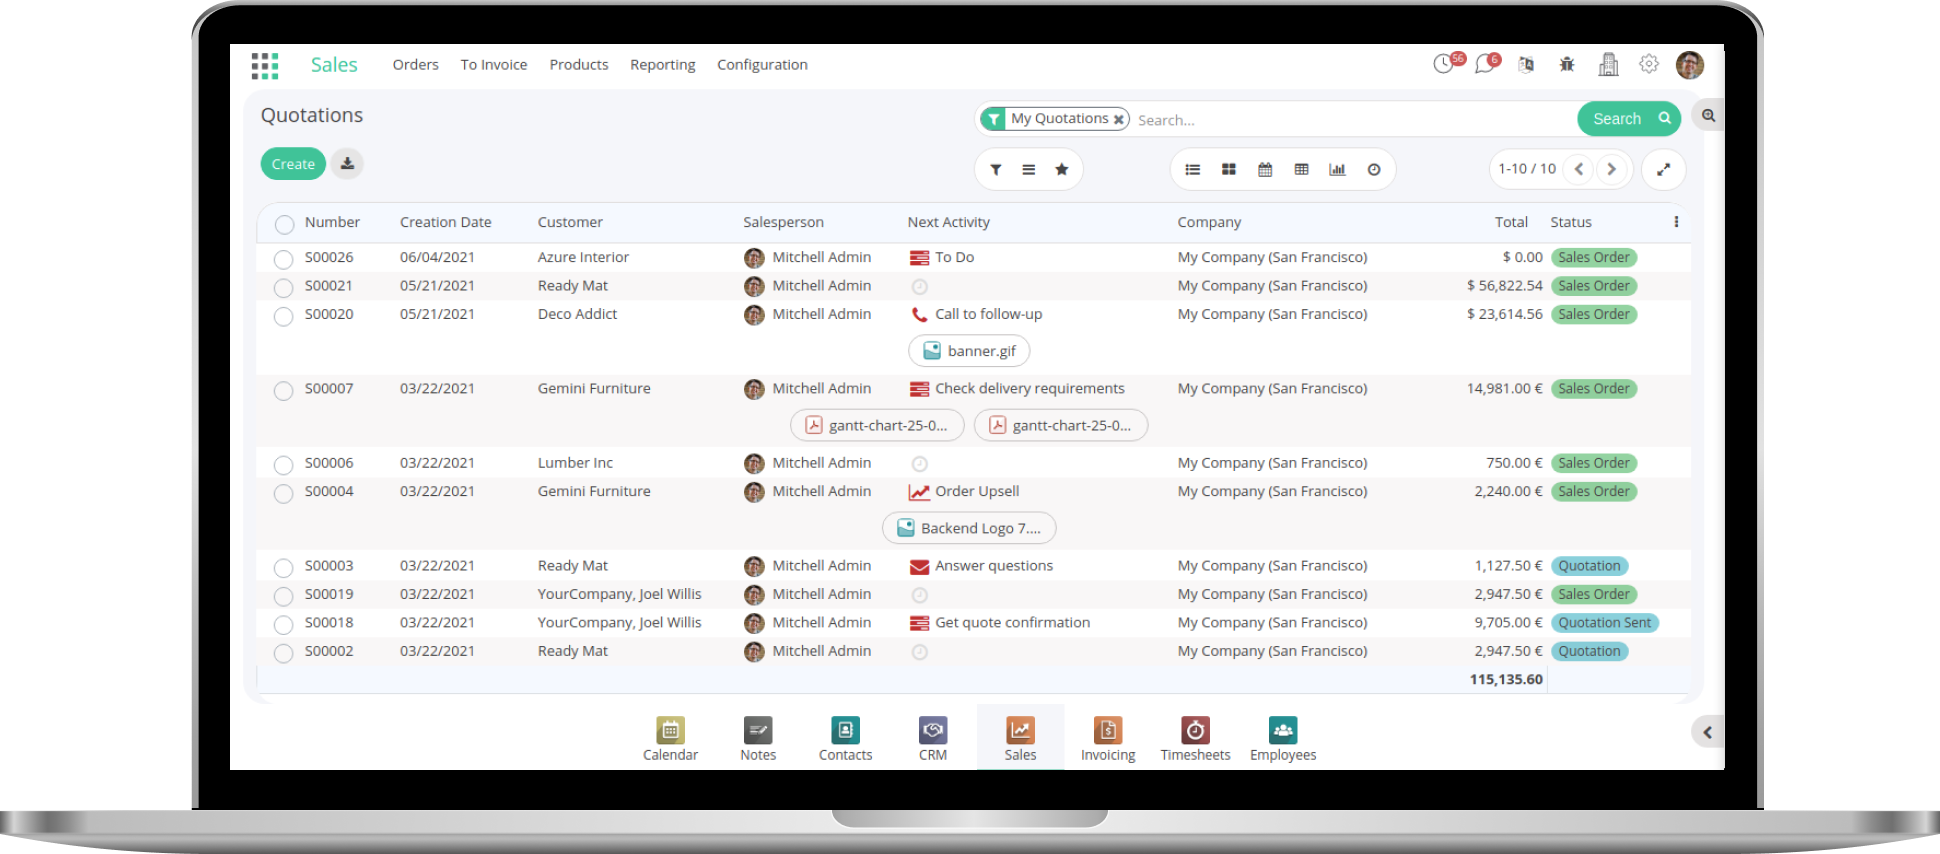 Sales Orders To Invoice Products Reporting Configuration 56 6
Quotations My Quotations Search... Search
Create 1-10 / 10
Number Creation Date Customer Salesperson Next Activity Company Total Status
S00026 06/04/2021 Azure Interior Mitchell Admin To Do My Company (San Francisco) $ 0.00 Sales Order
S00021 05/21/2021 Ready Mat Mitchell Admin My Company (San Francisco) $ 56,822.54 Sales Order
S00020 05/21/2021 Deco Addict Mitchell Admin Call to follow-up My Company (San Francisco) $ 23,614.56 Sales Order
banner.gif
S00007 03/22/2021 Gemini Furniture Mitchell Admin Check delivery requirements My Company (San Francisco) 14,981.00 € Sales Order
gantt-chart-25-0... gantt-chart-25-0...
S00006 03/22/2021 Lumber Inc Mitchell Admin My Company (San Francisco) 750.00 € Sales Order
S00004 03/22/2021 Gemini Furniture Mitchell Admin Order Upsell My Company (San Francisco) 2,240.00 € Sales Order
Backend Logo 7....
S00003 03/22/2021 Ready Mat Mitchell Admin Answer questions My Company (San Francisco) 1,127.50 € Quotation
S00019 03/22/2021 YourCompany, Joel Willis Mitchell Admin My Company (San Francisco) 2,947.50 € Sales Order
S00018 03/22/2021 YourCompany, Joel Willis Mitchell Admin Get quote confirmation My Company (San Francisco) 9,705.00 € Quotation Sent
S00002 03/22/2021 Ready Mat Mitchell Admin My Company (San Francisco) 2,947.50 € Quotation
115,135.60
Calendar Notes Contacts CRM Sales Invoicing Timesheets Employees